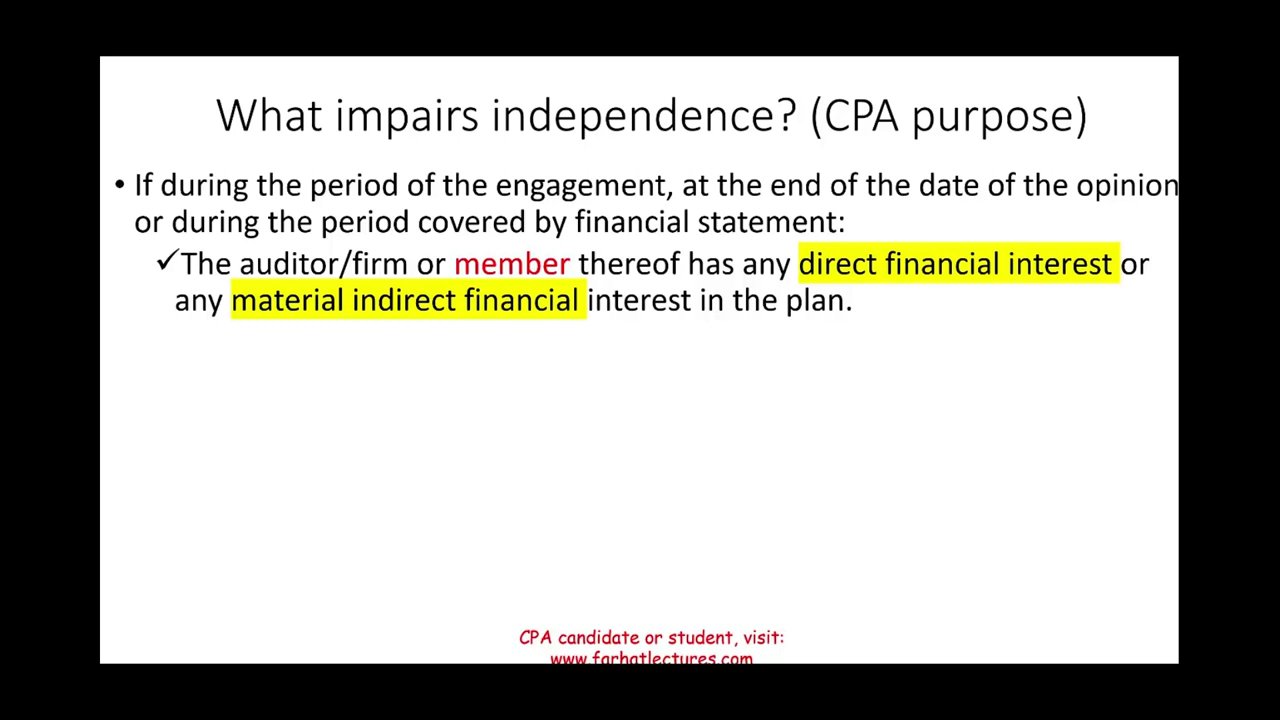 What impairs independence? (CPA purpose)
• If during the period of the engagement, at the end of the date of the opinion
or during the period covered by financial statement:
✓The auditor/firm or member thereof has any direct financial interest or
any material indirect financial interest in the plan.
CPA candidate or student, visit:
www.farhatlectures.com